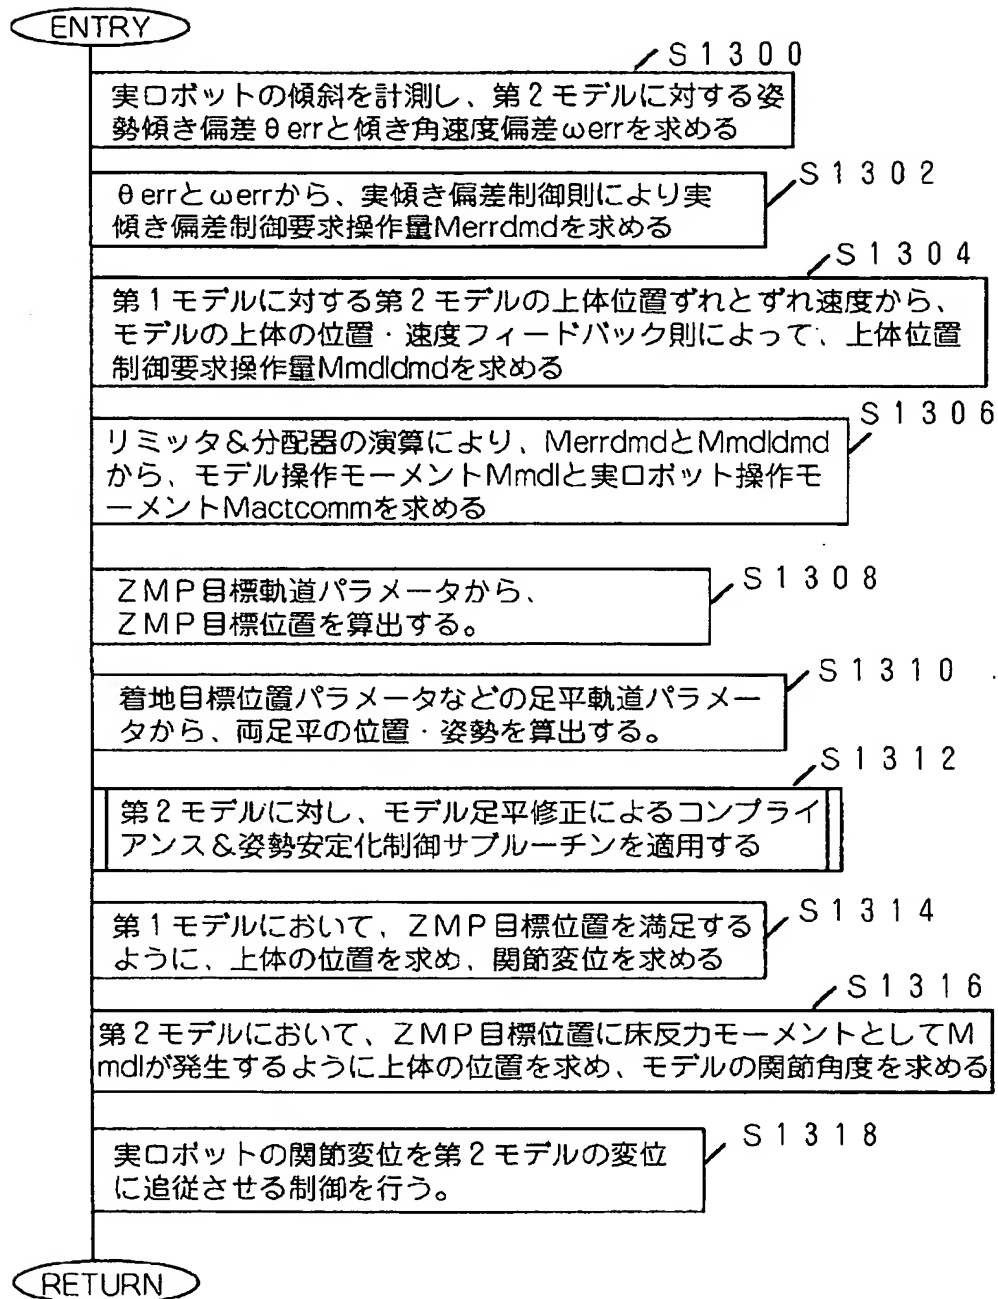 ENTRY
S1300
実ロボットの傾斜を計測し、第2モデルに対する姿
勢傾き偏差θerrと傾き角速度偏差ωerrを求める
S1302
θerrとωerrから、実傾き偏差制御則により実
傾き偏差制御要求操作量Merrdmdを求める
S1304
第1モデルに対する第2モデルの上体位置ずれとずれ速度から、
モデルの上体の位置・速度フィードバック則によって、上体位置
制御要求操作量Mmdldmdを求める
S1306
リミッタ&分配器の演算により、MerrdmdとMmdldmd
から、モデル操作モーメントMmdlと実ロボット操作モ
ーメントMactcommを求める
S1308
ZMP目標軌道パラメータから、
ZMP目標位置を算出する。
S1310
着地目標位置パラメータなどの足平軌道パラメー
タから、両足平の位置・姿勢を算出する。
S1312
第2モデルに対し、モデル足平修正によるコンプライ
アンス&姿勢安定化制御サブルーチンを適用する
S1314
第1モデルにおいて、ZMP目標位置を満足する
ように、上体の位置を求め、関節変位を求める
S1316
第2モデルにおいて、ZMP目標位置に床反力モーメントとしてM
mdlが発生するように上体の位置を求め、モデルの関節角度を求める
S1318
実ロボットの関節変位を第2モデルの変位
に追従させる制御を行う。
RETURN